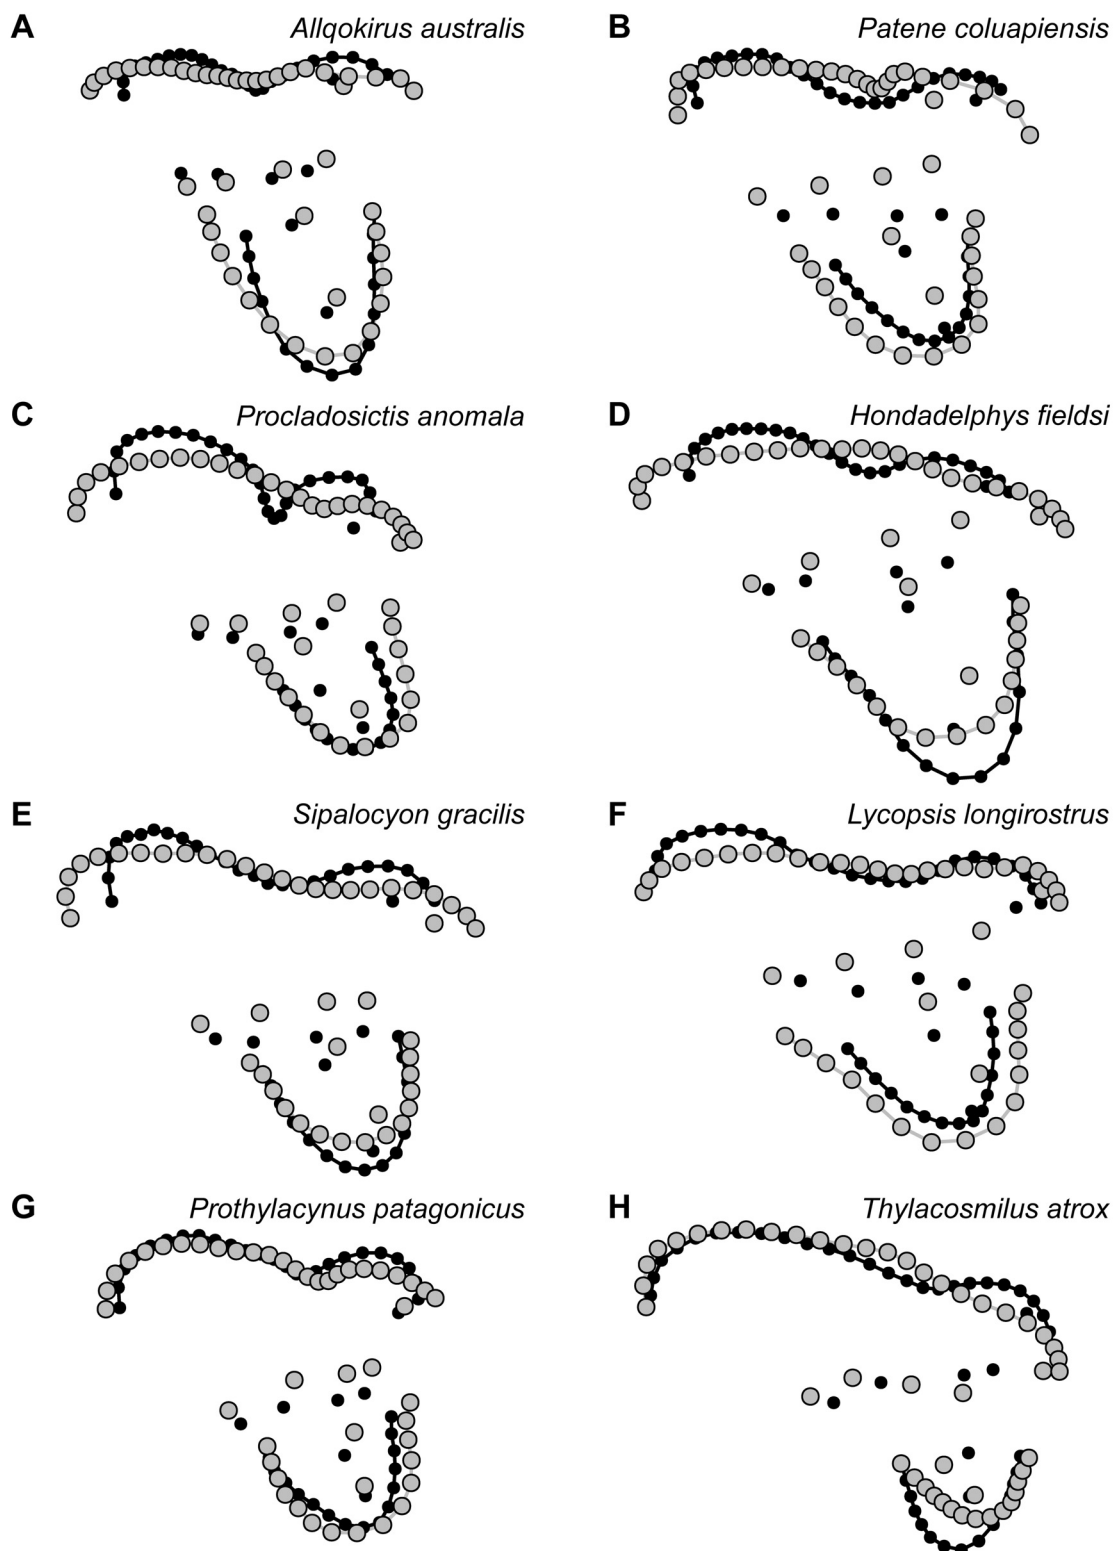 A Allqokirus australis
B Patene coluapiensis
C Procladosictis anomala
D Hondadelphys fieldsi
E Sipalocyon gracilis
F Lycopsis longirostrus
G Prothylacynus patagonicus
H Thylacosmilus atrox